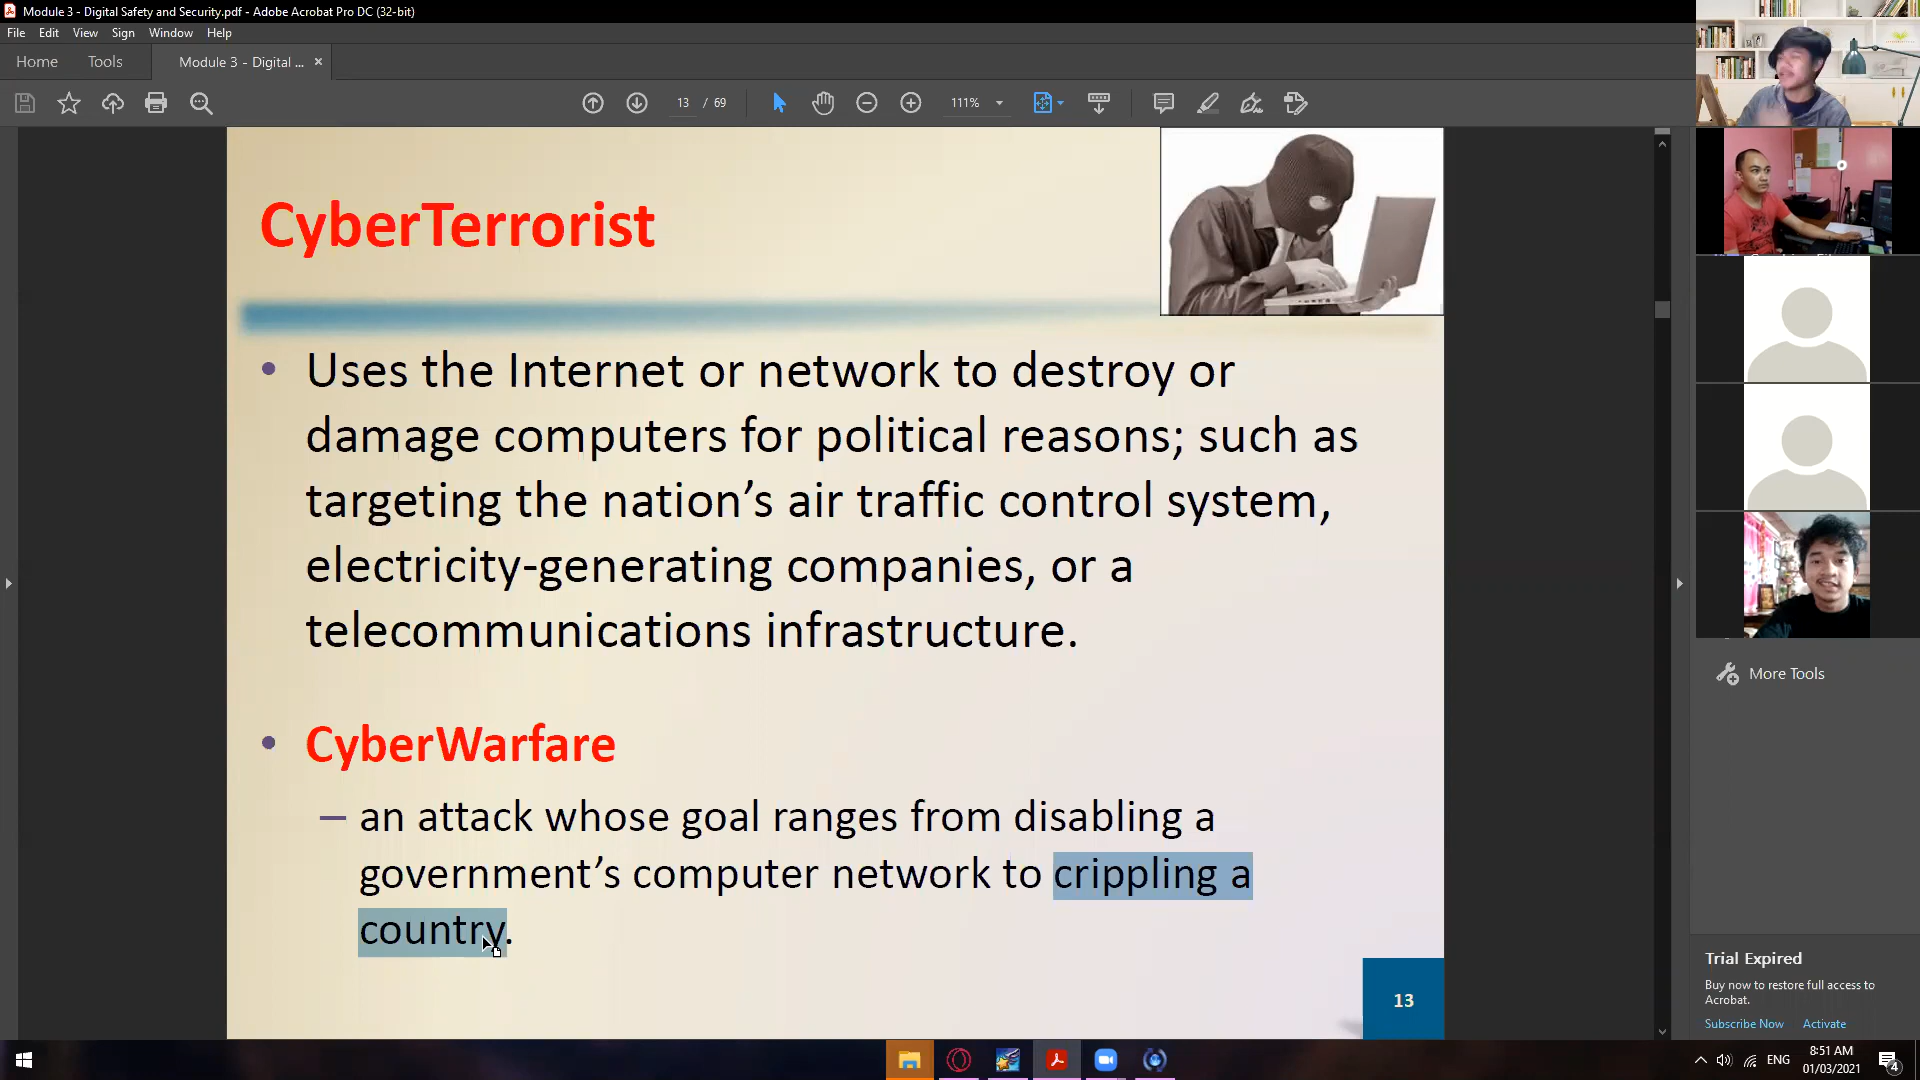 Module 3 - Digital Safety and Security.pdf - Adobe Acrobat Pro DC (32-bit)
File Edit View Sign Window Help
Home Tools Module 3 - Digital ... ×
13 / 69 111%
CyberTerrorist
• Uses the Internet or network to destroy or
damage computers for political reasons; such as
targeting the nation’s air traffic control system,
electricity-generating companies, or a
telecommunications infrastructure.
• CyberWarfare
– an attack whose goal ranges from disabling a
government’s computer network to crippling a
country.
13
More Tools
Trial Expired
Buy now to restore full access to
Acrobat.
Subscribe Now Activate
ENG 8:51 AM
01/03/2021
4